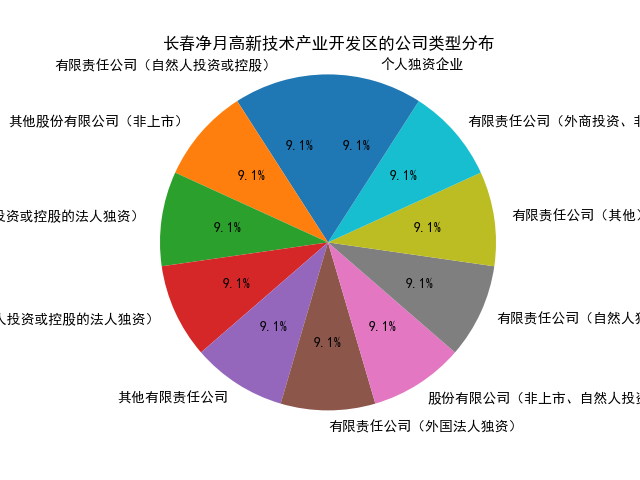 长春净月高新技术产业开发区的公司类型分布
有限责任公司（自然人投资或控股）
个人独资企业
其他股份有限公司（非上市）
有限责任公司（外商投资、
9.1%
9.1%
9.1%
9.1%
投资或控股的法人独资）
9.1%
9.1%
有限责任公司（其他）
人投资或控股的法人独资）
9.1%
9.1%
有限责任公司（自然人
9.1%
9.1%
9.1%
其他有限责任公司
股份有限公司（非上市、自然人投资
有限责任公司（外国法人独资）